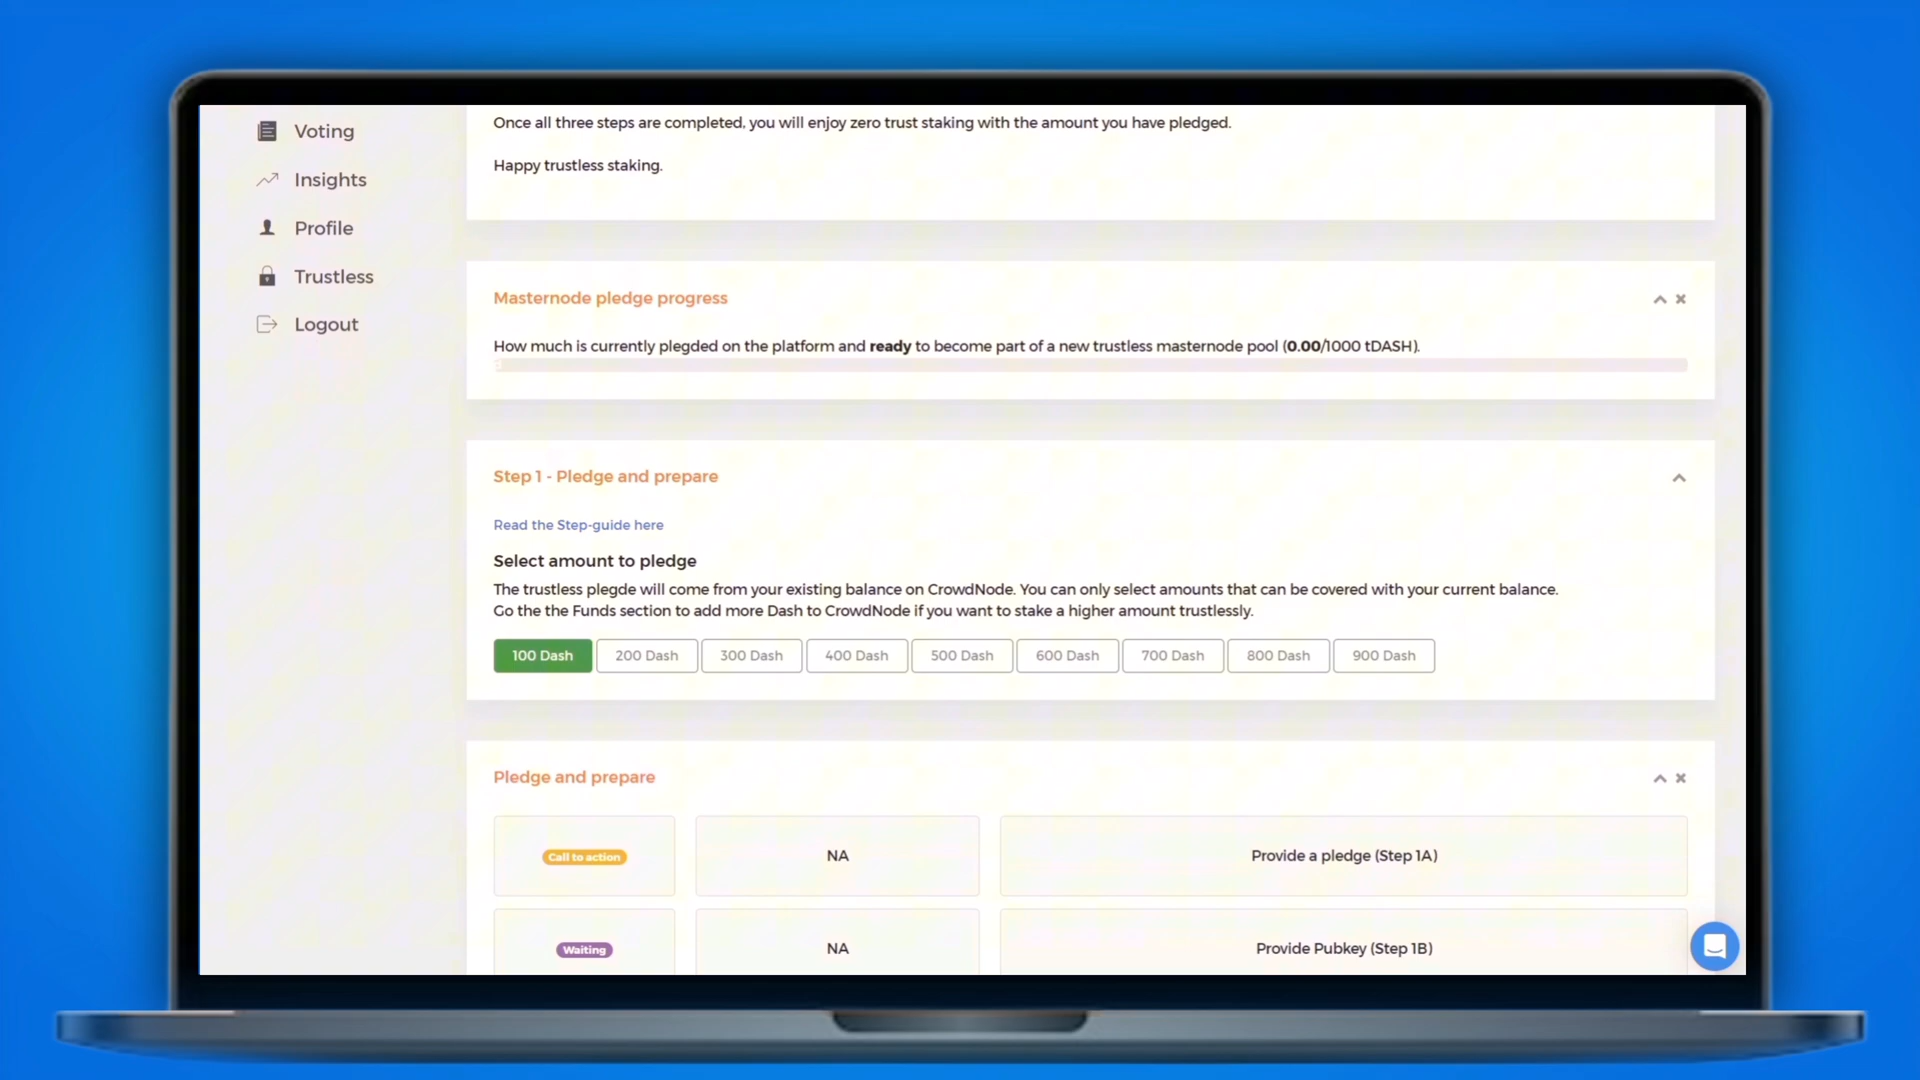 Voting
Insights
Profile
Trustless
Logout
Once all three steps are completed, you will enjoy zero trust staking with the amount you have pledged.
Happy trustless staking.
Masternode pledge progress
How much is currently plegded on the platform and ready to become part of a new trustless masternode pool (0.00/1000 tDASH).
Step 1 - Pledge and prepare
Read the Step-guide here
Select amount to pledge
The trustless plegde will come from your existing balance on CrowdNode. You can only select amounts that can be covered with your current balance.
Go the the Funds section to add more Dash to CrowdNode if you want to stake a higher amount trustlessly.
100 Dash 200 Dash 300 Dash 400 Dash 500 Dash 600 Dash 700 Dash 800 Dash 900 Dash
Pledge and prepare
Call to action NA Provide a pledge (Step 1A)
Waiting NA Provide Pubkey (Step 1B)